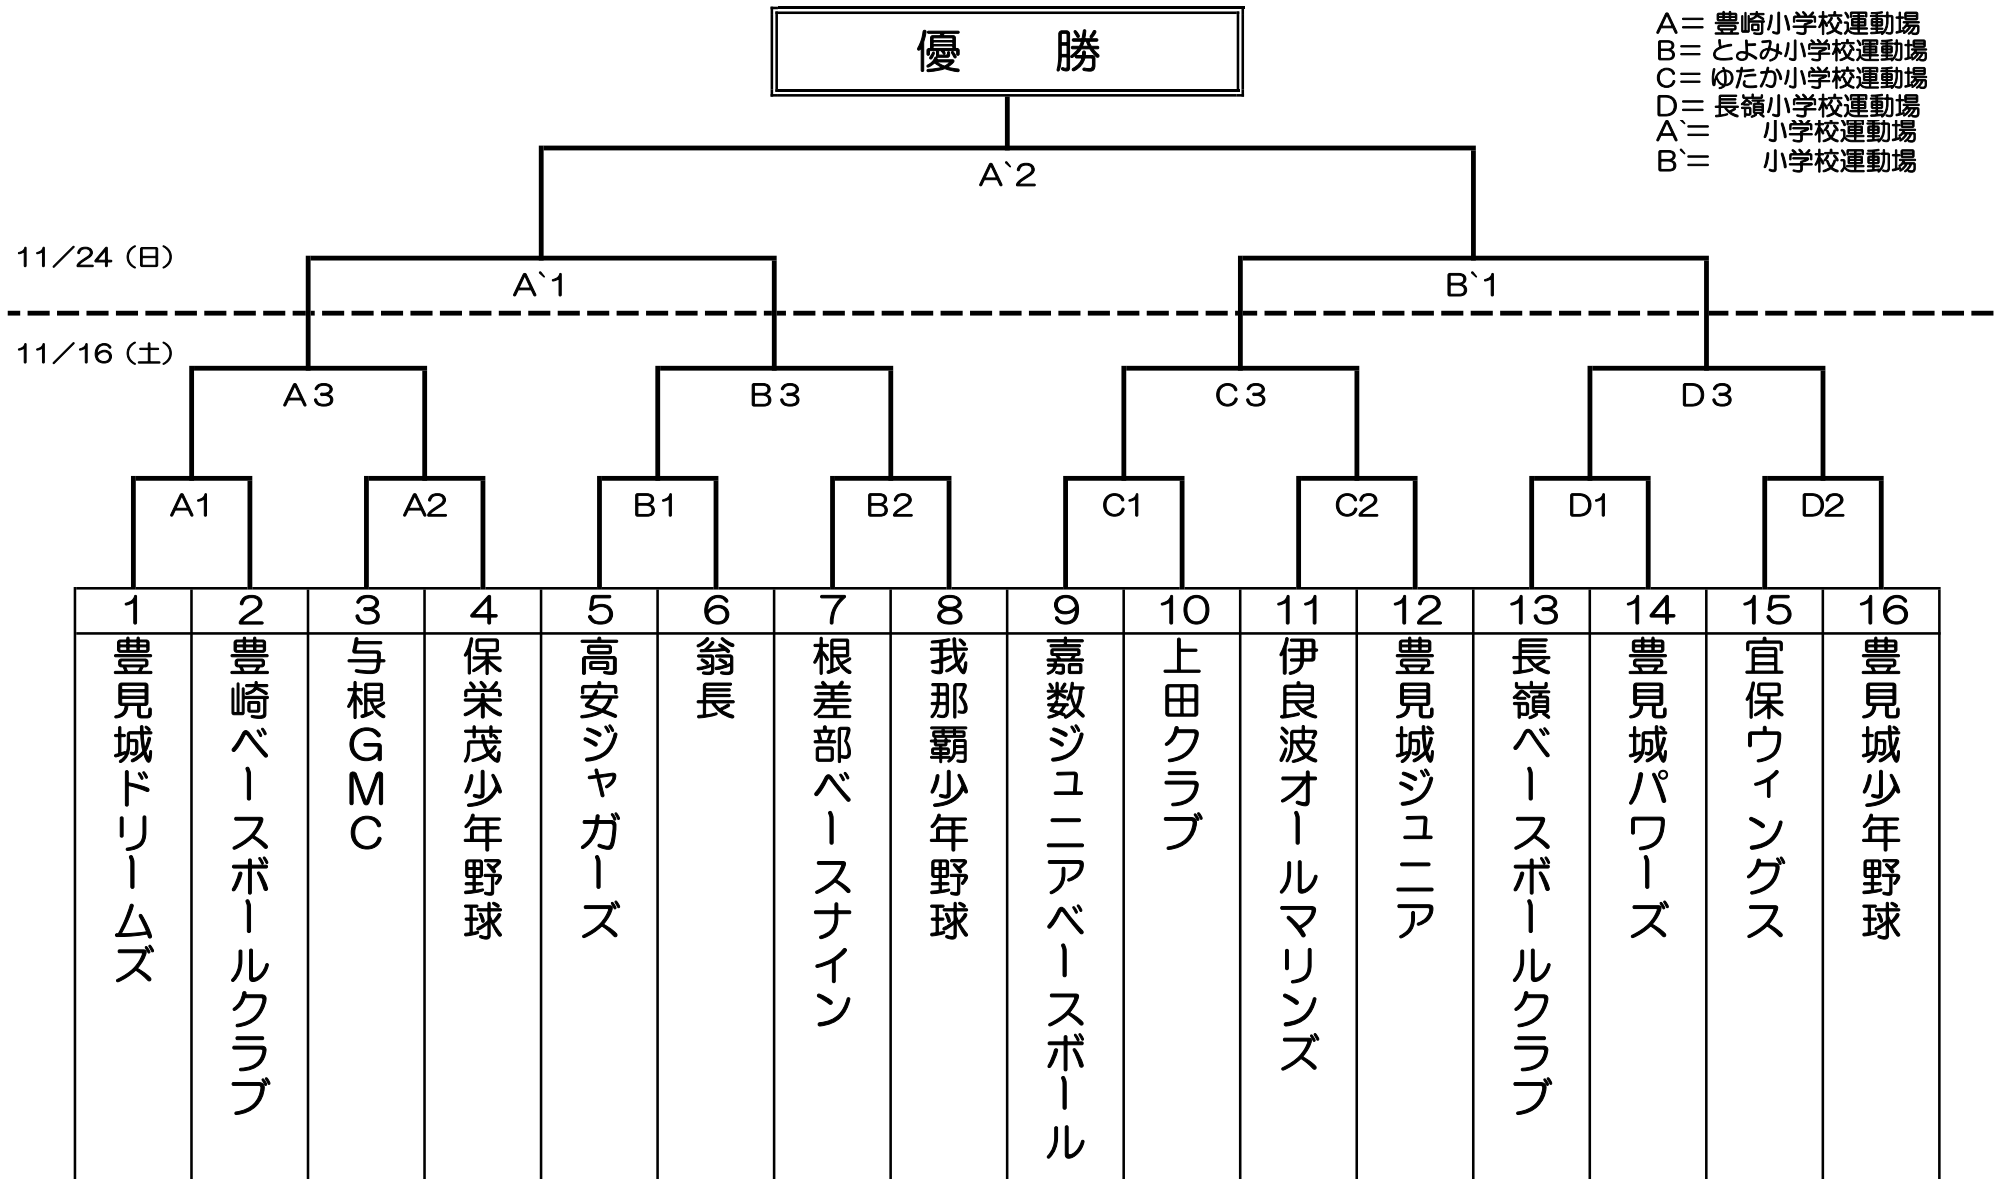 優　勝
A＝ 豊崎小学校運動場
B＝ とよみ小学校運動場
C＝ ゆたか小学校運動場
D＝ 長嶺小学校運動場
A`＝　　小学校運動場
B`＝　　小学校運動場
A`2
11／24（日）
A`1
B`1
11／16（土）
A3
B3
C3
D3
A1
A2
B1
B2
C1
C2
D1
D2
1
2
3
4
5
6
7
8
9
10
11
12
13
14
15
16
豊見城ドリームズ
豊崎ベースボールクラブ
与根GMC
保栄茂少年野球
高安ジャガーズ
翁長
根差部ベースナイン
我那覇少年野球
嘉数ジュニアベースボール
上田クラブ
伊良波オールマリンズ
豊見城ジュニア
長嶺ベースボールクラブ
豊見城パワーズ
宜保ウィングス
豊見城少年野球